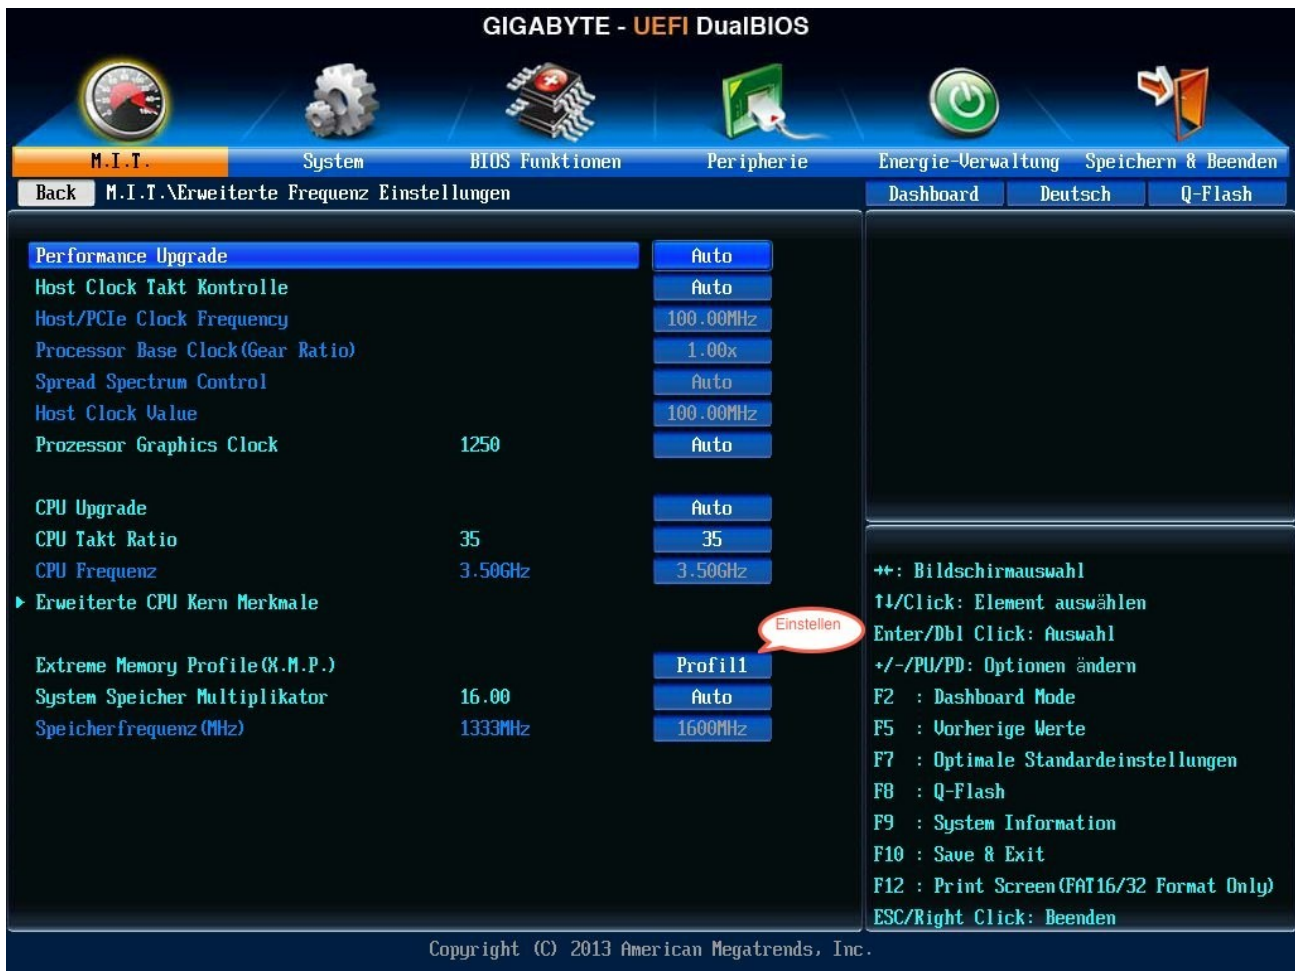 GIGABYTE - UEFI DualBIOS
M.I.T. System BIOS Funktionen Peripherie Energie-Verwaltung Speichern & Beenden
Back M.I.T.\Erweiterte Frequenz Einstellungen Dashboard Deutsch Q-Flash
Performance Upgrade Auto
Host Clock Takt Kontrolle Auto
Host/PCIe Clock Frequency 100.00MHz
Processor Base Clock(Gear Ratio) 1.00x
Spread Spectrum Control Auto
Host Clock Value 100.00MHz
Prozessor Graphics Clock 1250 Auto
CPU Upgrade Auto
CPU Takt Ratio 35 35
CPU Frequenz 3.50GHz 3.50GHz
Erweiterte CPU Kern Merkmale
Einstellen
Extreme Memory Profile(X.M.P.) Profil1
System Speicher Multiplikator 16.00 Auto
Speicherfrequenz(MHz) 1333MHz 1600MHz
→←: Bildschirmauswahl
↑↓/Click: Element auswählen
Enter/Dbl Click: Auswahl
+/-/PU/PD: Optionen ändern
F2 : Dashboard Mode
F5 : Vorherige Werte
F7 : Optimale Standardeinstellungen
F8 : Q-Flash
F9 : System Information
F10 : Save & Exit
F12 : Print Screen(FAT16/32 Format Only)
ESC/Right Click: Beenden
Copyright (C) 2013 American Megatrends, Inc.